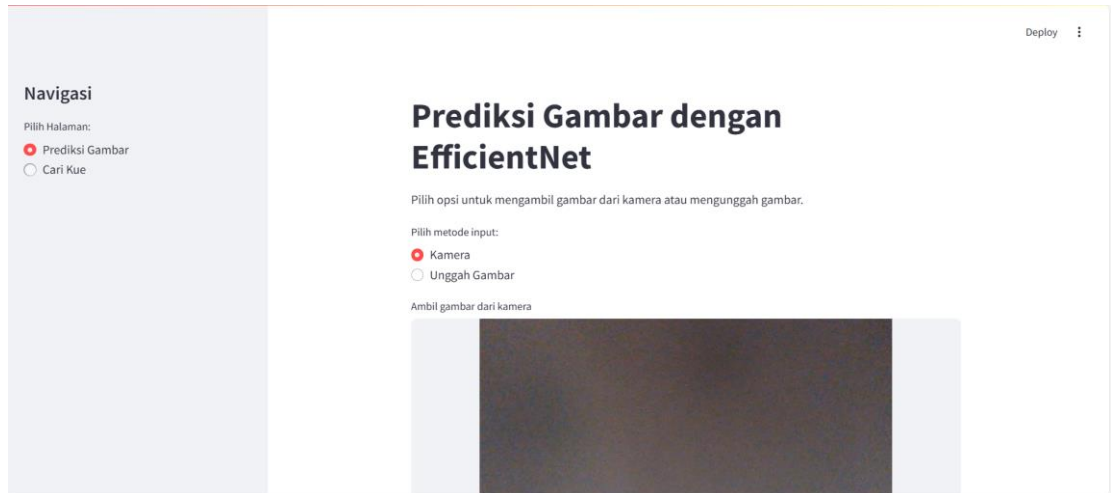 Deploy
Navigasi
Pilih Halaman:
Prediksi Gambar
Cari Kue
Prediksi Gambar dengan
EfficientNet
Pilih opsi untuk mengambil gambar dari kamera atau mengunggah gambar.
Pilih metode input:
Kamera
Unggah Gambar
Ambil gambar dari kamera